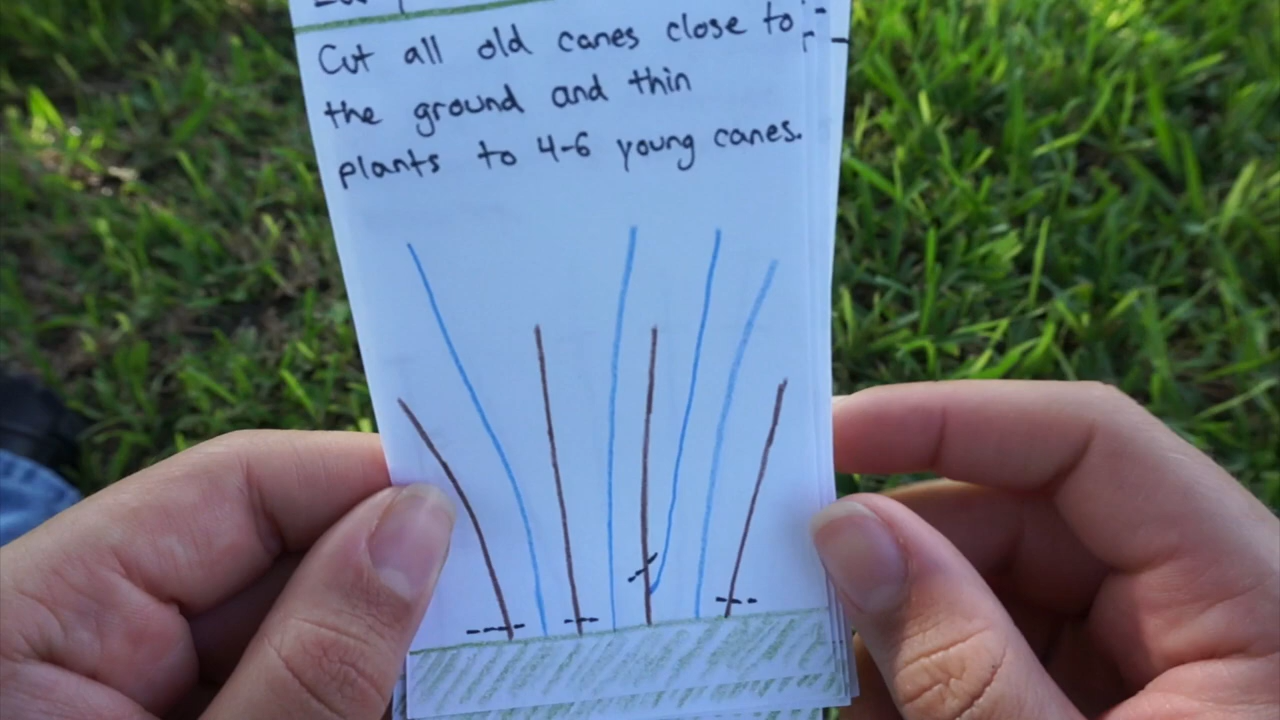 Cut all old canes close to
the ground and thin
plants to 4-6 young canes.